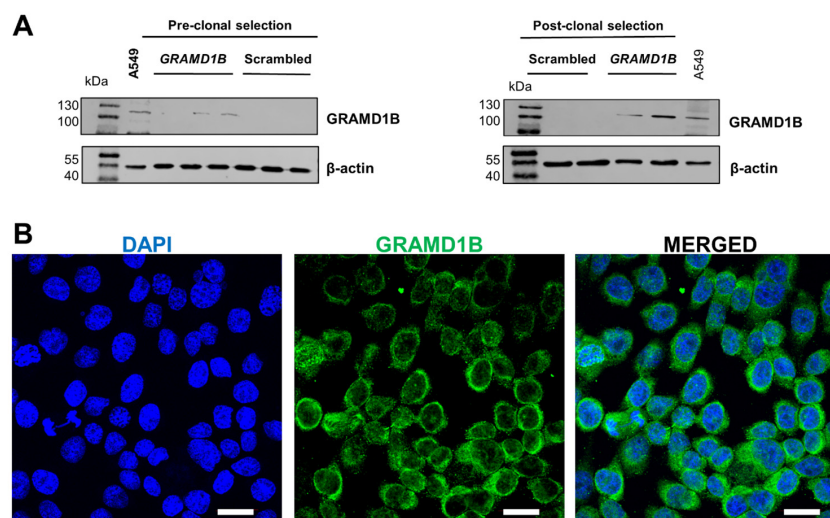 A
Pre-clonal selection
A549
GRAMD1B
Scrambled
kDa
130
100
GRAMD1B
55
40
β-actin
Post-clonal selection
Scrambled
GRAMD1B
A549
kDa
130
100
GRAMD1B
55
40
β-actin
B
DAPI
GRAMD1B
MERGED